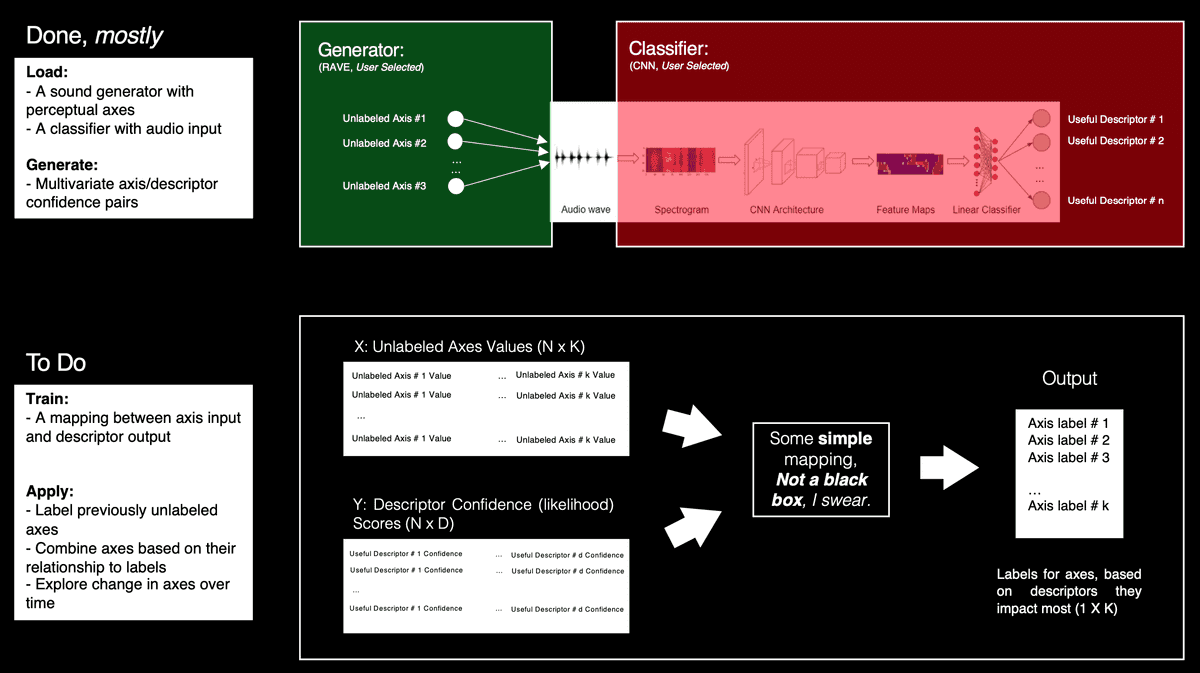 Done, mostly
Load:
- A sound generator with
perceptual axes
- A classifier with audio input
Generate:
- Multivariate axis/descriptor
confidence pairs
Generator:
(RAVE, User Selected)
Unlabeled Axis #1
Unlabeled Axis #2
...
...
Unlabeled Axis #3
Classifier:
(CNN, User Selected)
Audio wave
Spectrogram
CNN Architecture
Feature Maps
Linear Classifier
Useful Descriptor # 1
Useful Descriptor # 2
...
...
Useful Descriptor # n
To Do
Train:
- A mapping between axis input
and descriptor output
Apply:
- Label previously unlabeled
axes
- Combine axes based on their
relationship to labels
- Explore change in axes over
time
X: Unlabeled Axes Values (N x K)
Unlabeled Axis # 1 Value ... Unlabeled Axis # k Value
Unlabeled Axis # 1 Value ... Unlabeled Axis # k Value
...
Unlabeled Axis # 1 Value ... Unlabeled Axis # k Value
Y: Descriptor Confidence (likelihood)
Scores (N x D)
Useful Descriptor # 1 Confidence ... Useful Descriptor # d Confidence
Useful Descriptor # 1 Confidence ... Useful Descriptor # d Confidence
...
Useful Descriptor # 1 Confidence ... Useful Descriptor # d Confidence
Some simple
mapping,
Not a black
box, I swear.
Output
Axis label # 1
Axis label # 2
Axis label # 3
...
Axis label # k
Labels for axes, based
on descriptors they
impact most (1 X K)